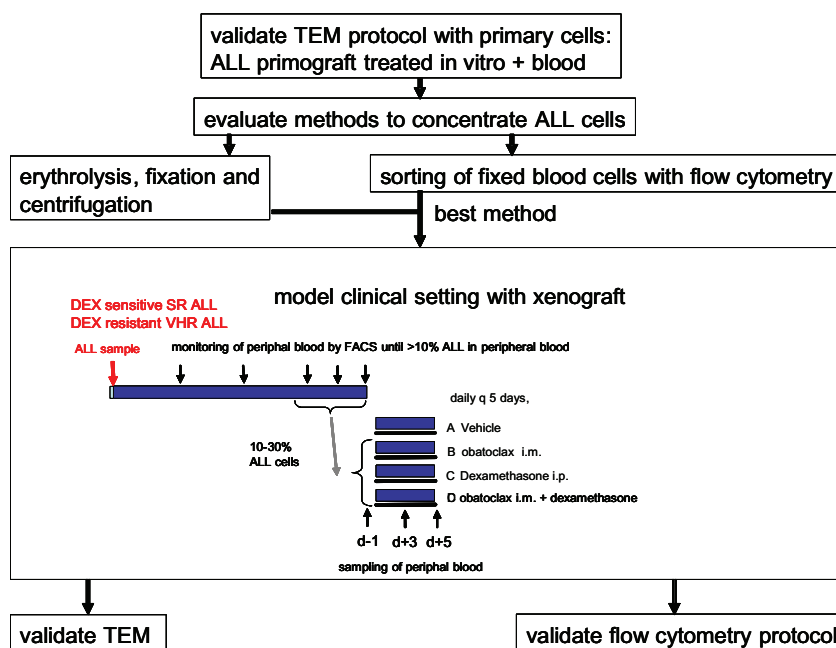 validate TEM protocol with primary cells:
ALL primograft treated in vitro + blood
evaluate methods to concentrate ALL cells
erythrolysis, fixation and
centrifugation
sorting of fixed blood cells with flow cytometry
best method
model clinical setting with xenograft
DEX sensitive SR ALL
DEX resistant VHR ALL
ALL sample
monitoring of periphal blood by FACS until >10% ALL in peripheral blood
daily q 5 days,
10-30%
ALL cells
A Vehicle
B obatoclax i.m.
C Dexamethasone i.p.
D obatoclax i.m. + dexamethasone
d-1 d+3 d+5
sampling of periphal blood
validate TEM
validate flow cytometry protocol